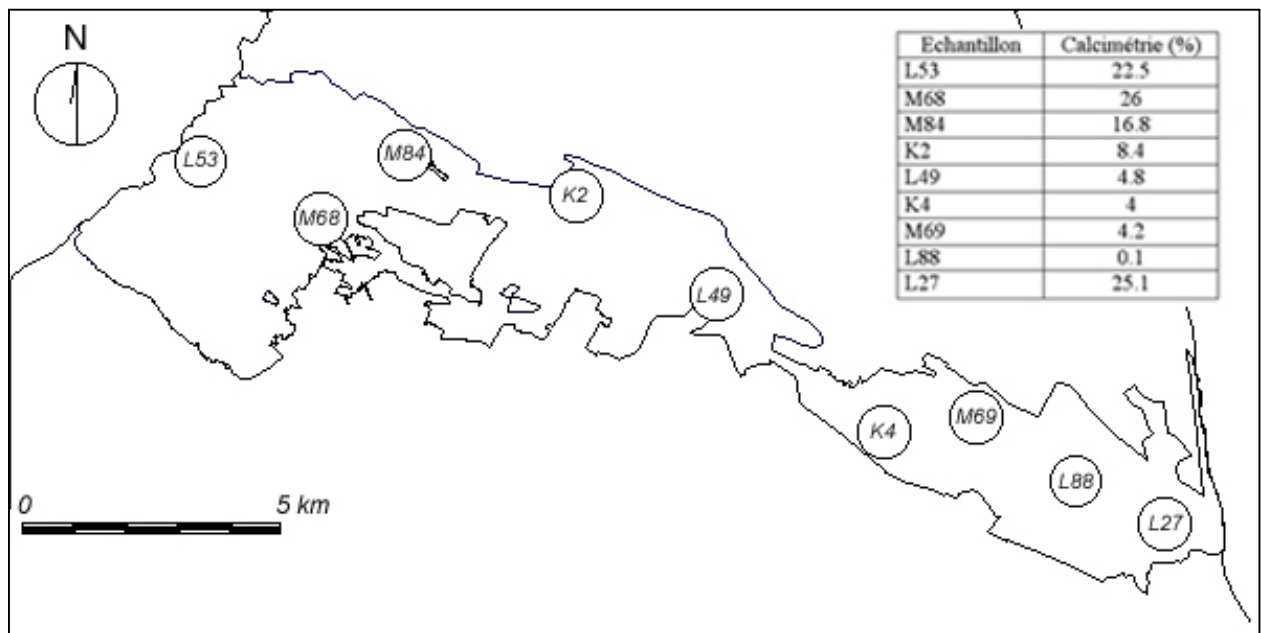 N
Echantillon Calcimétrie (%)
L53 22.5
M68 26
M84 16.8
K2 8.4
L49 4.8
K4 4
M69 4.2
L88 0.1
L27 25.1
L53
M84
K2
M68
L49
K4
M69
L88
L27
0 5 km